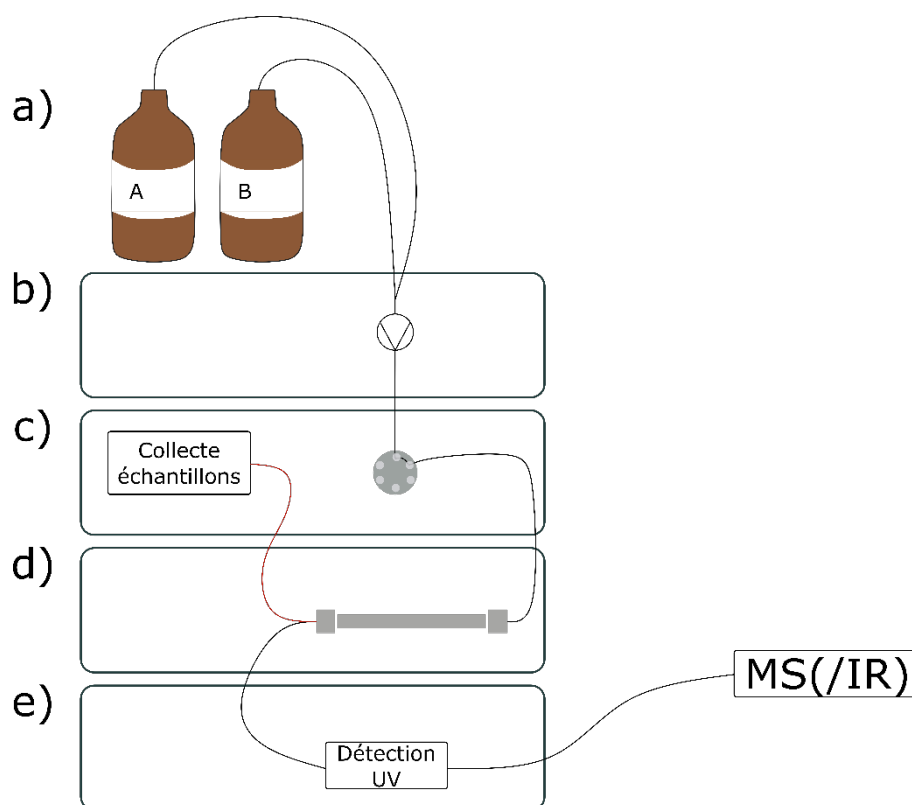 a)
A
B
b)
c)
Collecte
échantillons
d)
MS(/IR)
e)
Détection
UV